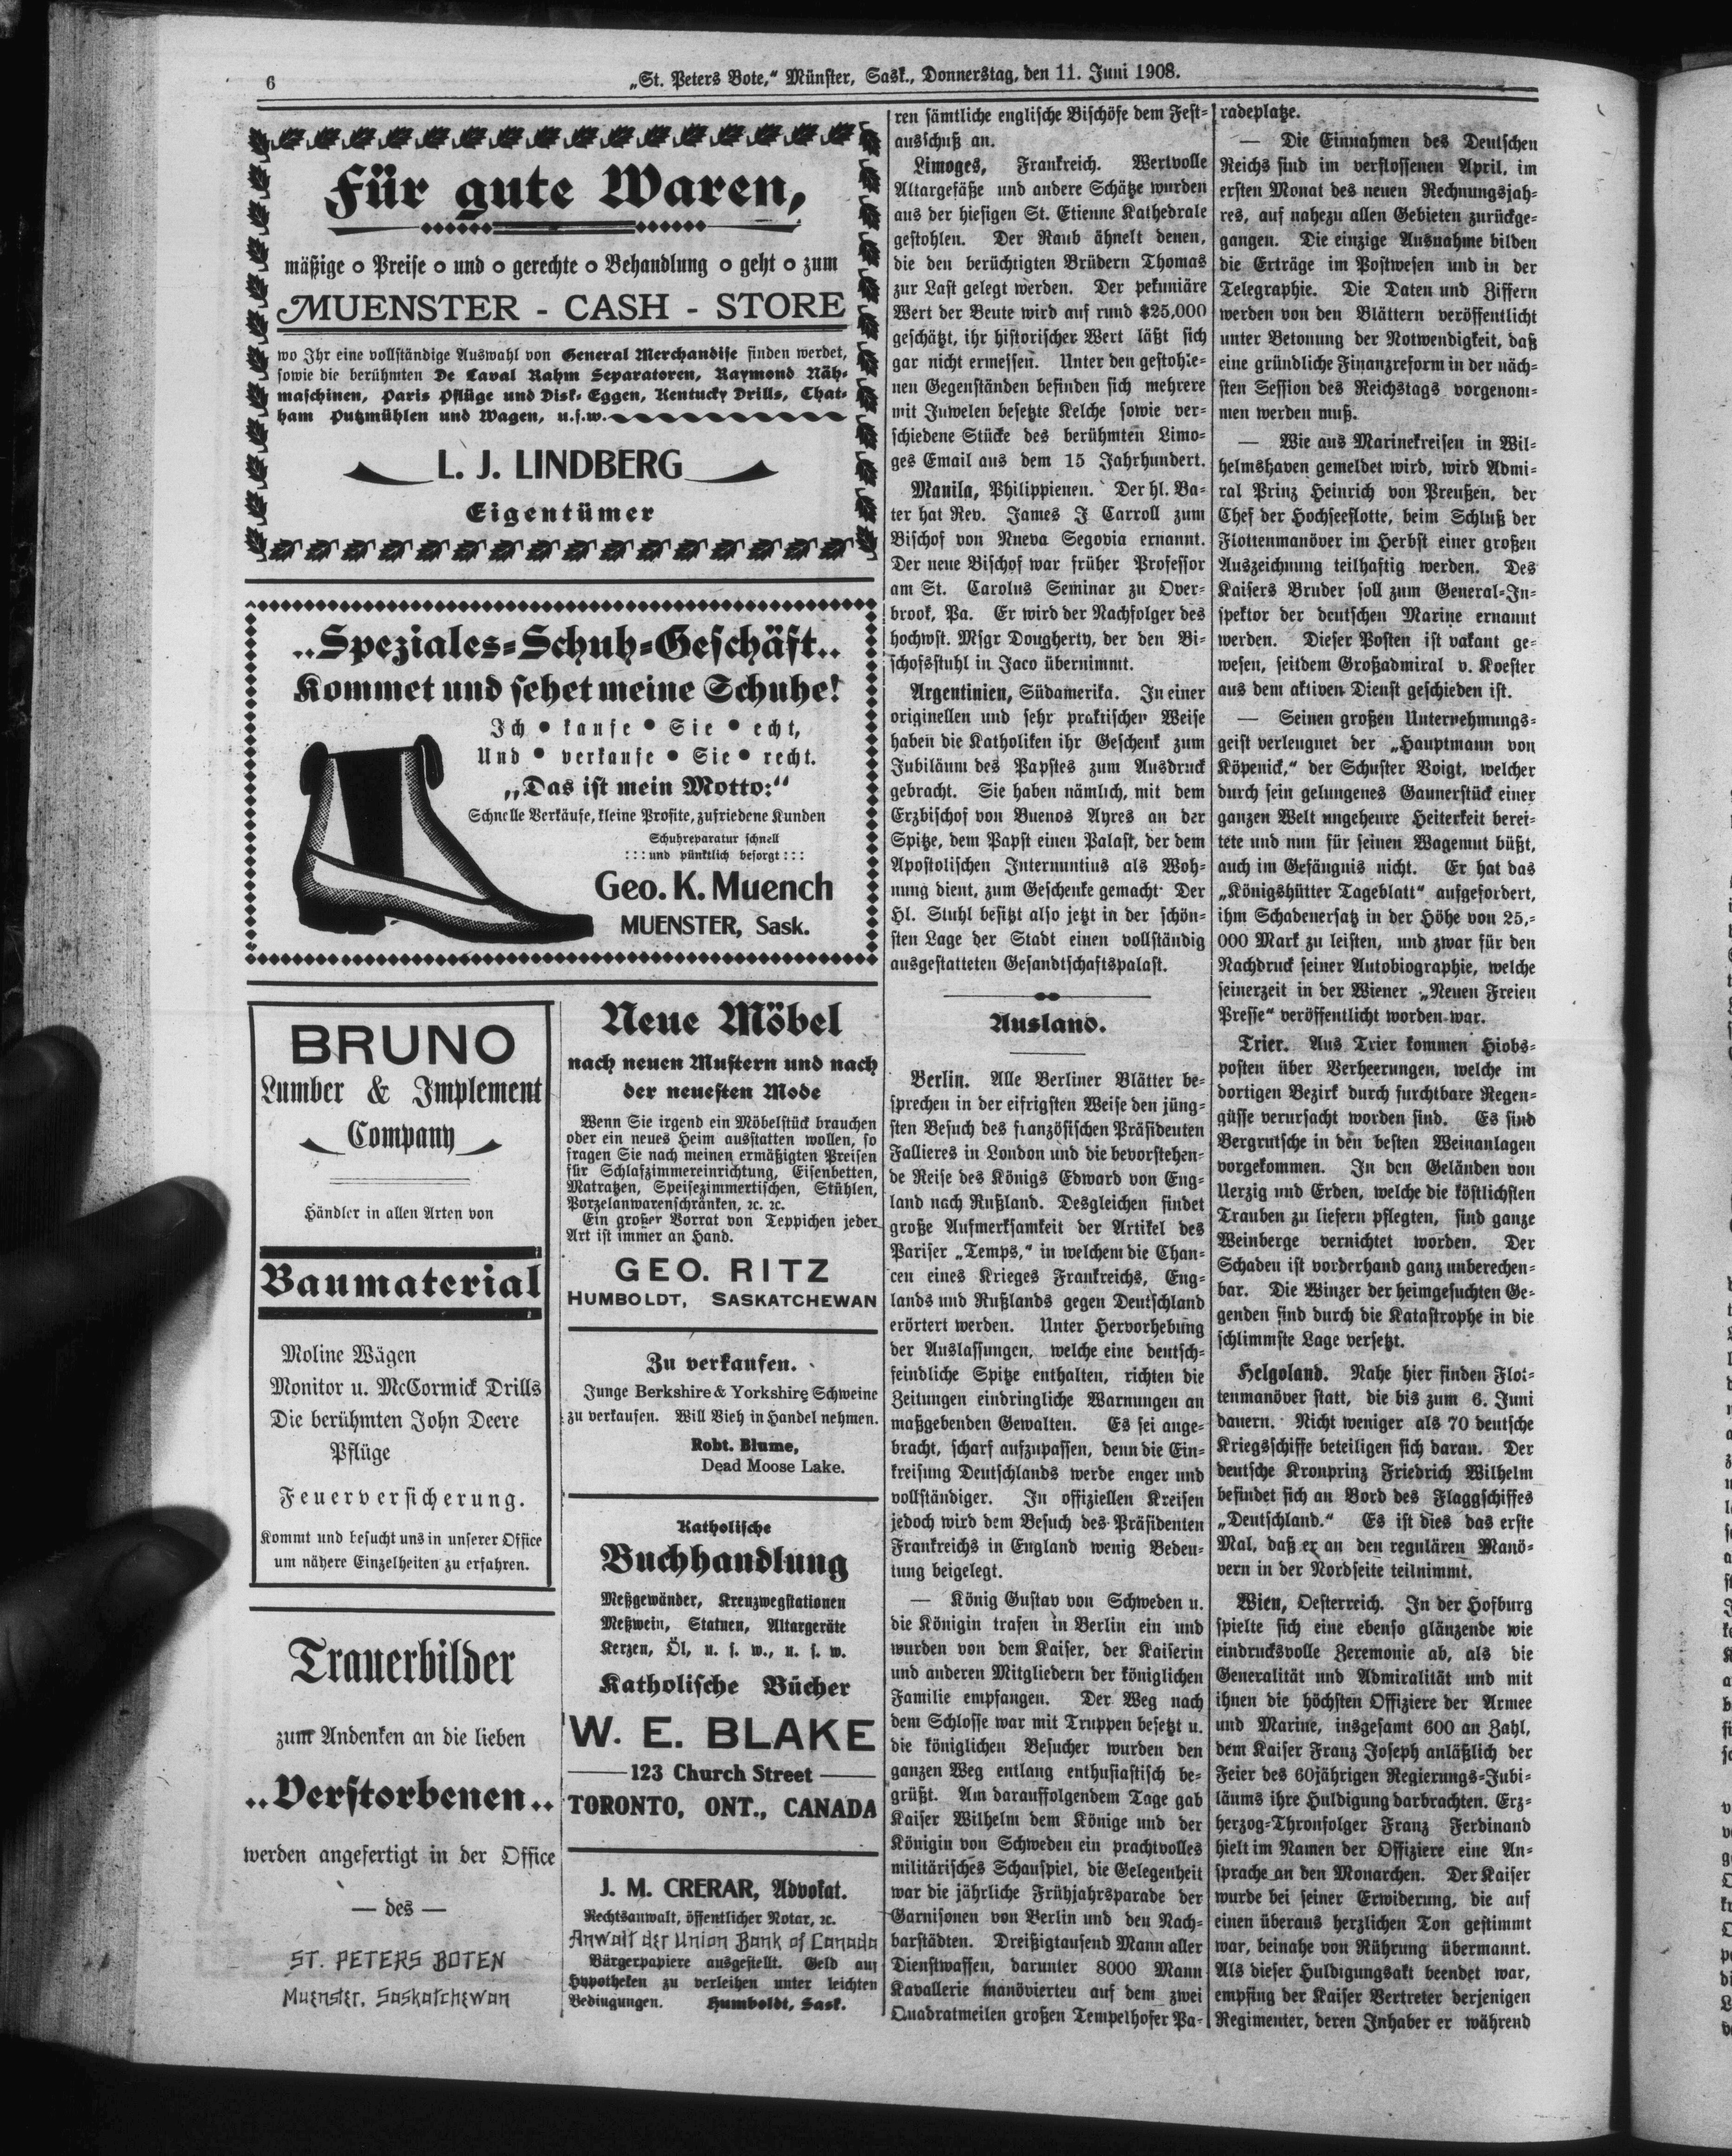 6
„St. Peters Bote,“ Münster, Sask., Donnerstag, den 11. Juni 1908.
Für gute Waren,
mäßige o Preise o und o gerechte o Behandlung o geht o zum
MUENSTER - CASH - STORE
wo Ihr eine vollständige Auswahl von General Merchandise finden werdet,
sowie die berühmten De Laval Rahm Separatoren, Raymond Näh-
maschinen, Paris Pflüge und Disk-Eggen, Kentucky Drills, Chat-
ham Putzmühlen und Wagen, u.s.w.
L. J. LINDBERG
Eigentümer
..Speziales-Schuh-Geschäft..
Kommet und sehet meine Schuhe!
Ich • kaufe • Sie • echt,
Und • verkaufe • Sie • recht.
„Das ist mein Motto:“
Schnelle Verkäufe, kleine Profite, zufriedene Kunden
Schuhreparatur schnell
:::und pünktlich besorgt:::
Geo. K. Muench
MUENSTER, Sask.
BRUNO
Lumber & Implement
Company
Händler in allen Arten von
Baumaterial
Moline Wägen
Monitor u. McCormick Drills
Die berühmten John Deere
Pflüge
Feuerversicherung.
Kommt und besucht uns in unserer Office
um nähere Einzelheiten zu erfahren.
Trauerbilder
zum Andenken an die lieben
..Verstorbenen..
werden angefertigt in der Office
— des —
ST. PETERS BOTEN
Muenster, Saskatchewan
Neue Möbel
nach neuen Mustern und nach
der neuesten Mode
Wenn Sie irgend ein Möbelstück brauchen
oder ein neues Heim ausstatten wollen, so
fragen Sie nach meinen ermäßigten Preisen
für Schlafzimmereinrichtung, Eisenbetten,
Matratzen, Speisezimmertischen, Stühlen,
Porzelanwarenschränken, ꝛc. ꝛc.
Ein großer Vorrat von Teppichen jeder
Art ist immer an Hand.
GEO. RITZ
HUMBOLDT, SASKATCHEWAN
Zu verkaufen.
Junge Berkshire & Yorkshire Schweine
zu verkaufen. Will Vieh in Handel nehmen.
Robt. Blume,
Dead Moose Lake.
Katholische
Buchhandlung
Meßgewänder, Kreuzwegstationen
Meßwein, Statuen, Altargeräte
Kerzen, Öl, u. s. w., u. s. w.
Katholische Bücher
W. E. BLAKE
123 Church Street
TORONTO, ONT., CANADA
J. M. CRERAR, Advokat.
Rechtsanwalt, öffentlicher Notar, ꝛc.
Anwalt der Union Bank of Canada
Bürgerpapiere ausgestellt. Geld auf
Hypotheken zu verleihen unter leichten
Bedingungen. Humboldt, Sask.
ren sämtliche englische Bischöfe dem Fest-
ausschuß an.
Limoges, Frankreich. Wertvolle
Altargefäße und andere Schätze wurden
aus der hiesigen St. Etienne Kathedrale
gestohlen. Der Raub ähnelt denen,
die den berüchtigten Brüdern Thomas
zur Last gelegt werden. Der pekuniäre
Wert der Beute wird auf rund $25,000
geschätzt, ihr historischer Wert läßt sich
gar nicht ermessen. Unter den gestohle-
nen Gegenständen befinden sich mehrere
mit Juwelen besetzte Kelche sowie ver-
schiedene Stücke des berühmten Limo-
ges Email aus dem 15 Jahrhundert.
Manila, Philippienen. Der hl. Va-
ter hat Rev. James J Carroll zum
Bischof von Nueva Segovia ernannt.
Der neue Bischof war früher Professor
am St. Carolus Seminar zu Over-
brook, Pa. Er wird der Nachfolger des
hochwst. Msgr Dougherty, der den Bi-
schofsstuhl in Jaco übernimmt.
Argentinien, Südamerika. In einer
originellen und sehr praktischer Weise
haben die Katholiken ihr Geschenk zum
Jubiläum des Papstes zum Ausdruck
gebracht. Sie haben nämlich, mit dem
Erzbischof von Buenos Ayres an der
Spitze, dem Papst einen Palast, der dem
Apostolischen Internuntius als Woh-
nung dient, zum Geschenke gemacht Der
Hl. Stuhl besitzt also jetzt in der schön-
sten Lage der Stadt einen vollständig
ausgestatteten Gesandtschaftspalast.
Ausland.
Berlin. Alle Berliner Blätter be-
sprechen in der eifrigsten Weise den jüng-
sten Besuch des französischen Präsidenten
Fallieres in London und die bevorstehen-
de Reise des Königs Edward von Eng-
land nach Rußland. Desgleichen findet
große Aufmerksamkeit der Artikel des
Pariser „Temps,“ in welchem die Chan-
cen eines Krieges Frankreichs, Eng-
lands und Rußlands gegen Deutschland
erörtert werden. Unter Hervorhebung
der Auslassungen, welche eine deutsch-
feindliche Spitze enthalten, richten die
Zeitungen eindringliche Warnungen an
maßgebenden Gewalten. Es sei ange-
bracht, scharf aufzupassen, denn die Ein-
kreisung Deutschlands werde enger und
vollständiger. In offiziellen Kreisen
jedoch wird dem Besuch des Präsidenten
Frankreichs in England wenig Beden-
tung beigelegt.
— König Gustav von Schweden u.
die Königin trafen in Berlin ein und
wurden von dem Kaiser, der Kaiserin
und anderen Mitgliedern der königlichen
Familie empfangen. Der Weg nach
dem Schlosse war mit Truppen besetzt u.
die königlichen Besucher wurden den
ganzen Weg entlang enthusiastisch be-
grüßt. Am darauffolgendem Tage gab
Kaiser Wilhelm dem Könige und der
Königin von Schweden ein prachtvolles
militärisches Schauspiel, die Gelegenheit
war die jährliche Frühjahrsparade der
Garnisonen von Berlin und den Nach-
barstädten. Dreißigtausend Mann aller
Dienstwaffen, darunter 8000 Mann
Kavallerie manövierteu auf dem zwei
Quadratmeilen großen Tempelhofer Pa-
radeplatze.
— Die Einnahmen des Deutschen
Reichs sind im verflossenen April, im
ersten Monat des neuen Rechnungsjah-
res, auf nahezu allen Gebieten zurückge-
gangen. Die einzige Ausnahme bilden
die Erträge im Postwesen und in der
Telegraphie. Die Daten und Ziffern
werden von den Blättern veröffentlicht
unter Betonung der Notwendigkeit, daß
eine gründliche Finanzreform in der näch-
sten Session des Reichstags vorgenom-
men werden muß.
— Wie aus Marinekreisen in Wil-
helmshaven gemeldet wird, wird Admi-
ral Prinz Heinrich von Preußen, der
Chef der Hochseeflotte, beim Schluß der
Flottenmanöver im Herbst einer großen
Auszeichnung teilhaftig werden. Des
Kaisers Bruder soll zum General-In-
spektor der deutschen Marine ernannt
werden. Dieser Posten ist vakant ge-
wesen, seitdem Großadmiral v. Koester
aus dem aktiven Dienst geschieden ist.
— Seinen großen Unternehmungs-
geist verleugnet der „Hauptmann von
Köpenick,“ der Schuster Voigt, welcher
durch sein gelungenes Gaunerstück einer
ganzen Welt ungeheure Heiterkeit berei-
tete und nun für seinen Wagemut büßt,
auch im Gefängnis nicht. Er hat das
„Königshütter Tageblatt“ aufgefordert,
ihm Schadenersatz in der Höhe von 25,-
000 Mark zu leisten, und zwar für den
Nachdruck seiner Autobiographie, welche
seinerzeit in der Wiener „Neuen Freien
Presse“ veröffentlicht worden war.
Trier. Aus Trier kommen Hiobs-
posten über Verheerungen, welche im
dortigen Bezirk durch furchtbare Regen-
güsse verursacht worden sind. Es sind
Bergrutsche in den besten Weinanlagen
vorgekommen. In den Geländen von
Uerzig und Erden, welche die köstlichsten
Trauben zu liefern pflegten, sind ganze
Weinberge vernichtet worden. Der
Schaden ist vorderhand ganz unberechen-
bar. Die Winzer der heimgesuchten Ge-
genden sind durch die Katastrophe in die
schlimmste Lage versetzt.
Helgoland. Nahe hier finden Flot-
tenmanöver statt, die bis zum 6. Juni
dauern. Nicht weniger als 70 deutsche
Kriegsschiffe beteiligen sich daran. Der
deutsche Kronprinz Friedrich Wilhelm
befindet sich an Bord des Flaggschiffes
„Deutschland.“ Es ist dies das erste
Mal, daß er an den regulären Manö-
vern in der Nordseite teilnimmt.
Wien, Oesterreich. In der Hofburg
spielte sich eine ebenso glänzende wie
eindrucksvolle Zeremonie ab, als die
Generalität und Admiralität und mit
ihnen die höchsten Offiziere der Armee
und Marine, insgesamt 600 an Zahl,
dem Kaiser Franz Joseph anläßlich der
Feier des 60jährigen Regierungs-Jubi-
läums ihre Huldigung darbrachten. Erz-
herzog-Thronfolger Franz Ferdinand
hielt im Namen der Offiziere eine An-
sprache an den Monarchen. Der Kaiser
wurde bei seiner Erwiderung, die auf
einen überaus herzlichen Ton gestimmt
war, beinahe von Rührung übermannt.
Als dieser Huldigungsakt beendet war,
empfing der Kaiser Vertreter derjenigen
Regimenter, deren Inhaber er während